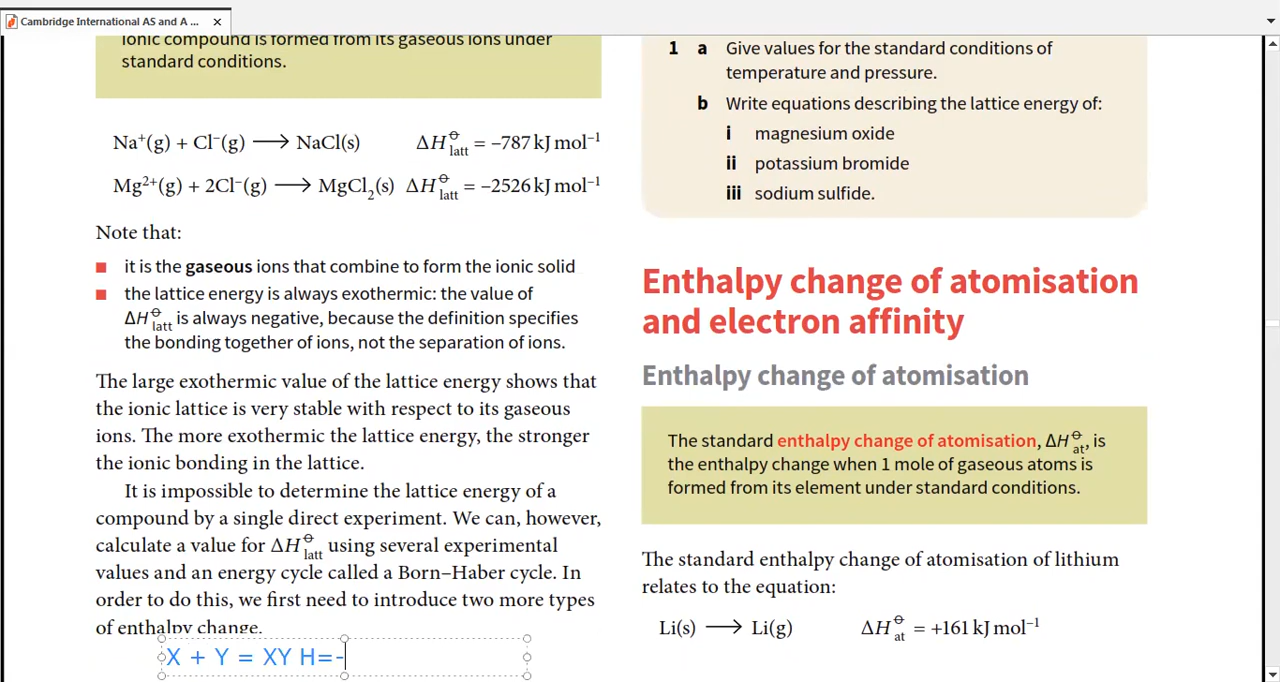 Cambridge International AS and A ...
ionic compound is formed from its gaseous ions under
standard conditions.
Na⁺(g) + Cl⁻(g) ⟶ NaCl(s) ΔH⦵latt = –787 kJ mol⁻¹
Mg²⁺(g) + 2Cl⁻(g) ⟶ MgCl₂(s) ΔH⦵latt = –2526 kJ mol⁻¹
Note that:
■ it is the gaseous ions that combine to form the ionic solid
■ the lattice energy is always exothermic: the value of
ΔH⦵latt is always negative, because the definition specifies
the bonding together of ions, not the separation of ions.
The large exothermic value of the lattice energy shows that
the ionic lattice is very stable with respect to its gaseous
ions. The more exothermic the lattice energy, the stronger
the ionic bonding in the lattice.
It is impossible to determine the lattice energy of a
compound by a single direct experiment. We can, however,
calculate a value for ΔH⦵latt using several experimental
values and an energy cycle called a Born–Haber cycle. In
order to do this, we first need to introduce two more types
of enthalpy change.
X + Y = XY H=-
1 a Give values for the standard conditions of
temperature and pressure.
b Write equations describing the lattice energy of:
i magnesium oxide
ii potassium bromide
iii sodium sulfide.
Enthalpy change of atomisation
and electron affinity
Enthalpy change of atomisation
The standard enthalpy change of atomisation, ΔH⦵at, is
the enthalpy change when 1 mole of gaseous atoms is
formed from its element under standard conditions.
The standard enthalpy change of atomisation of lithium
relates to the equation:
Li(s) ⟶ Li(g) ΔH⦵at = +161 kJ mol⁻¹